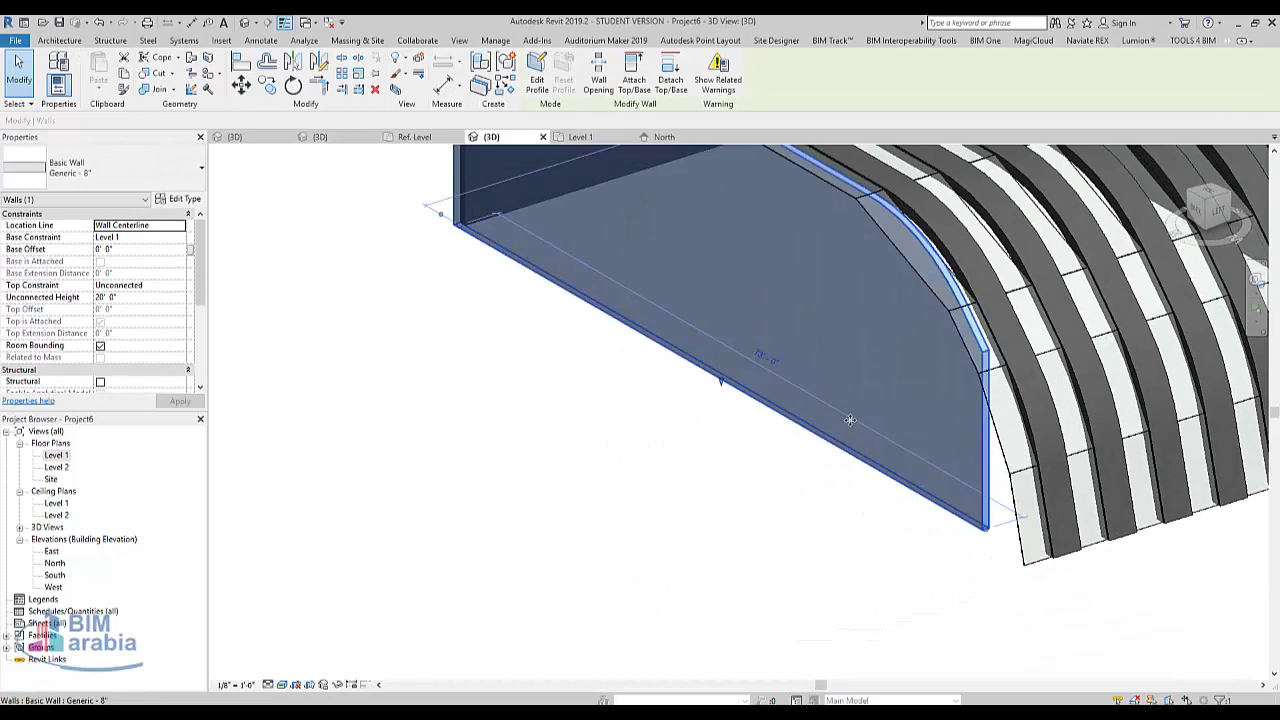 Autodesk Revit 2019.2 - STUDENT VERSION - Project6 - 3D View: {3D}
Type a keyword or phrase
Sign In
File Architecture Structure Steel Systems Insert Annotate Analyze Massing & Site Collaborate View Manage Add-Ins Auditorium Maker 2019 Autodesk Point Layout Site Designer BIM Track™ BIM Interoperability Tools BIM One MagiCloud Naviate REX Lumion® TOOLS 4 BIM
Modify
Paste
Cope
Cut
Join
Edit Profile
Reset Profile
Wall Opening
Attach Top/Base
Detach Top/Base
Show Related Warnings
Select Properties Clipboard Geometry Modify View Measure Create Mode Modify Wall Warning
Modify | Walls
Properties
{3D} {3D} Ref. Level {3D} Level 1 North
Basic Wall
Generic - 8"
Walls (1) Edit Type
Constraints
Location Line Wall Centerline
Base Constraint Level 1
Base Offset 0' 0"
Base is Attached
Base Extension Distance 0' 0"
Top Constraint Unconnected
Unconnected Height 20' 0"
Top Offset 0' 0"
Top is Attached
Top Extension Distance 0' 0"
Room Bounding
Related to Mass
Structural
Structural
Properties help Apply
Project Browser - Project6
Views (all)
Floor Plans
Level 1
Level 2
Site
Ceiling Plans
Level 1
Level 2
3D Views
Elevations (Building Elevation)
East
North
South
West
Legends
Schedules/Quantities (all)
Sheets (all)
Families
Groups
Revit Links
BIM
arabia
LEFT
1/8" = 1'-0"
Walls : Basic Wall : Generic - 8"
:0
Main Model